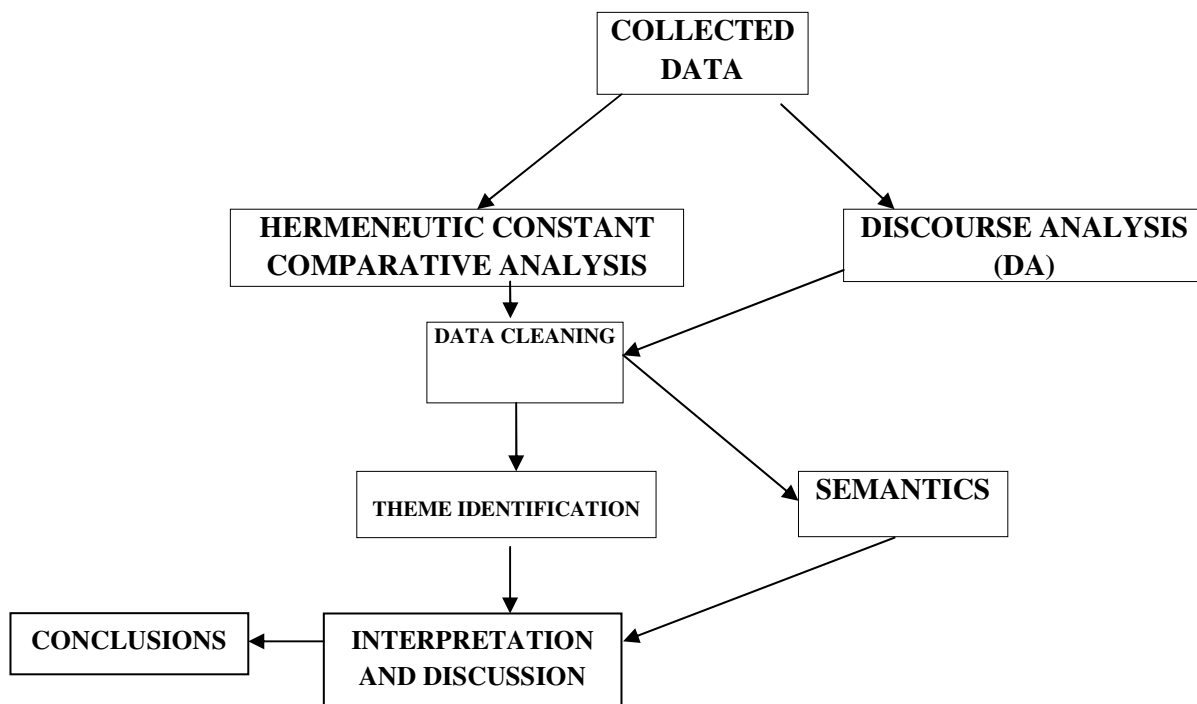 COLLECTED
DATA
HERMENEUTIC CONSTANT
COMPARATIVE ANALYSIS
DISCOURSE ANALYSIS
(DA)
DATA CLEANING
SEMANTICS
THEME IDENTIFICATION
CONCLUSIONS
INTERPRETATION
AND DISCUSSION